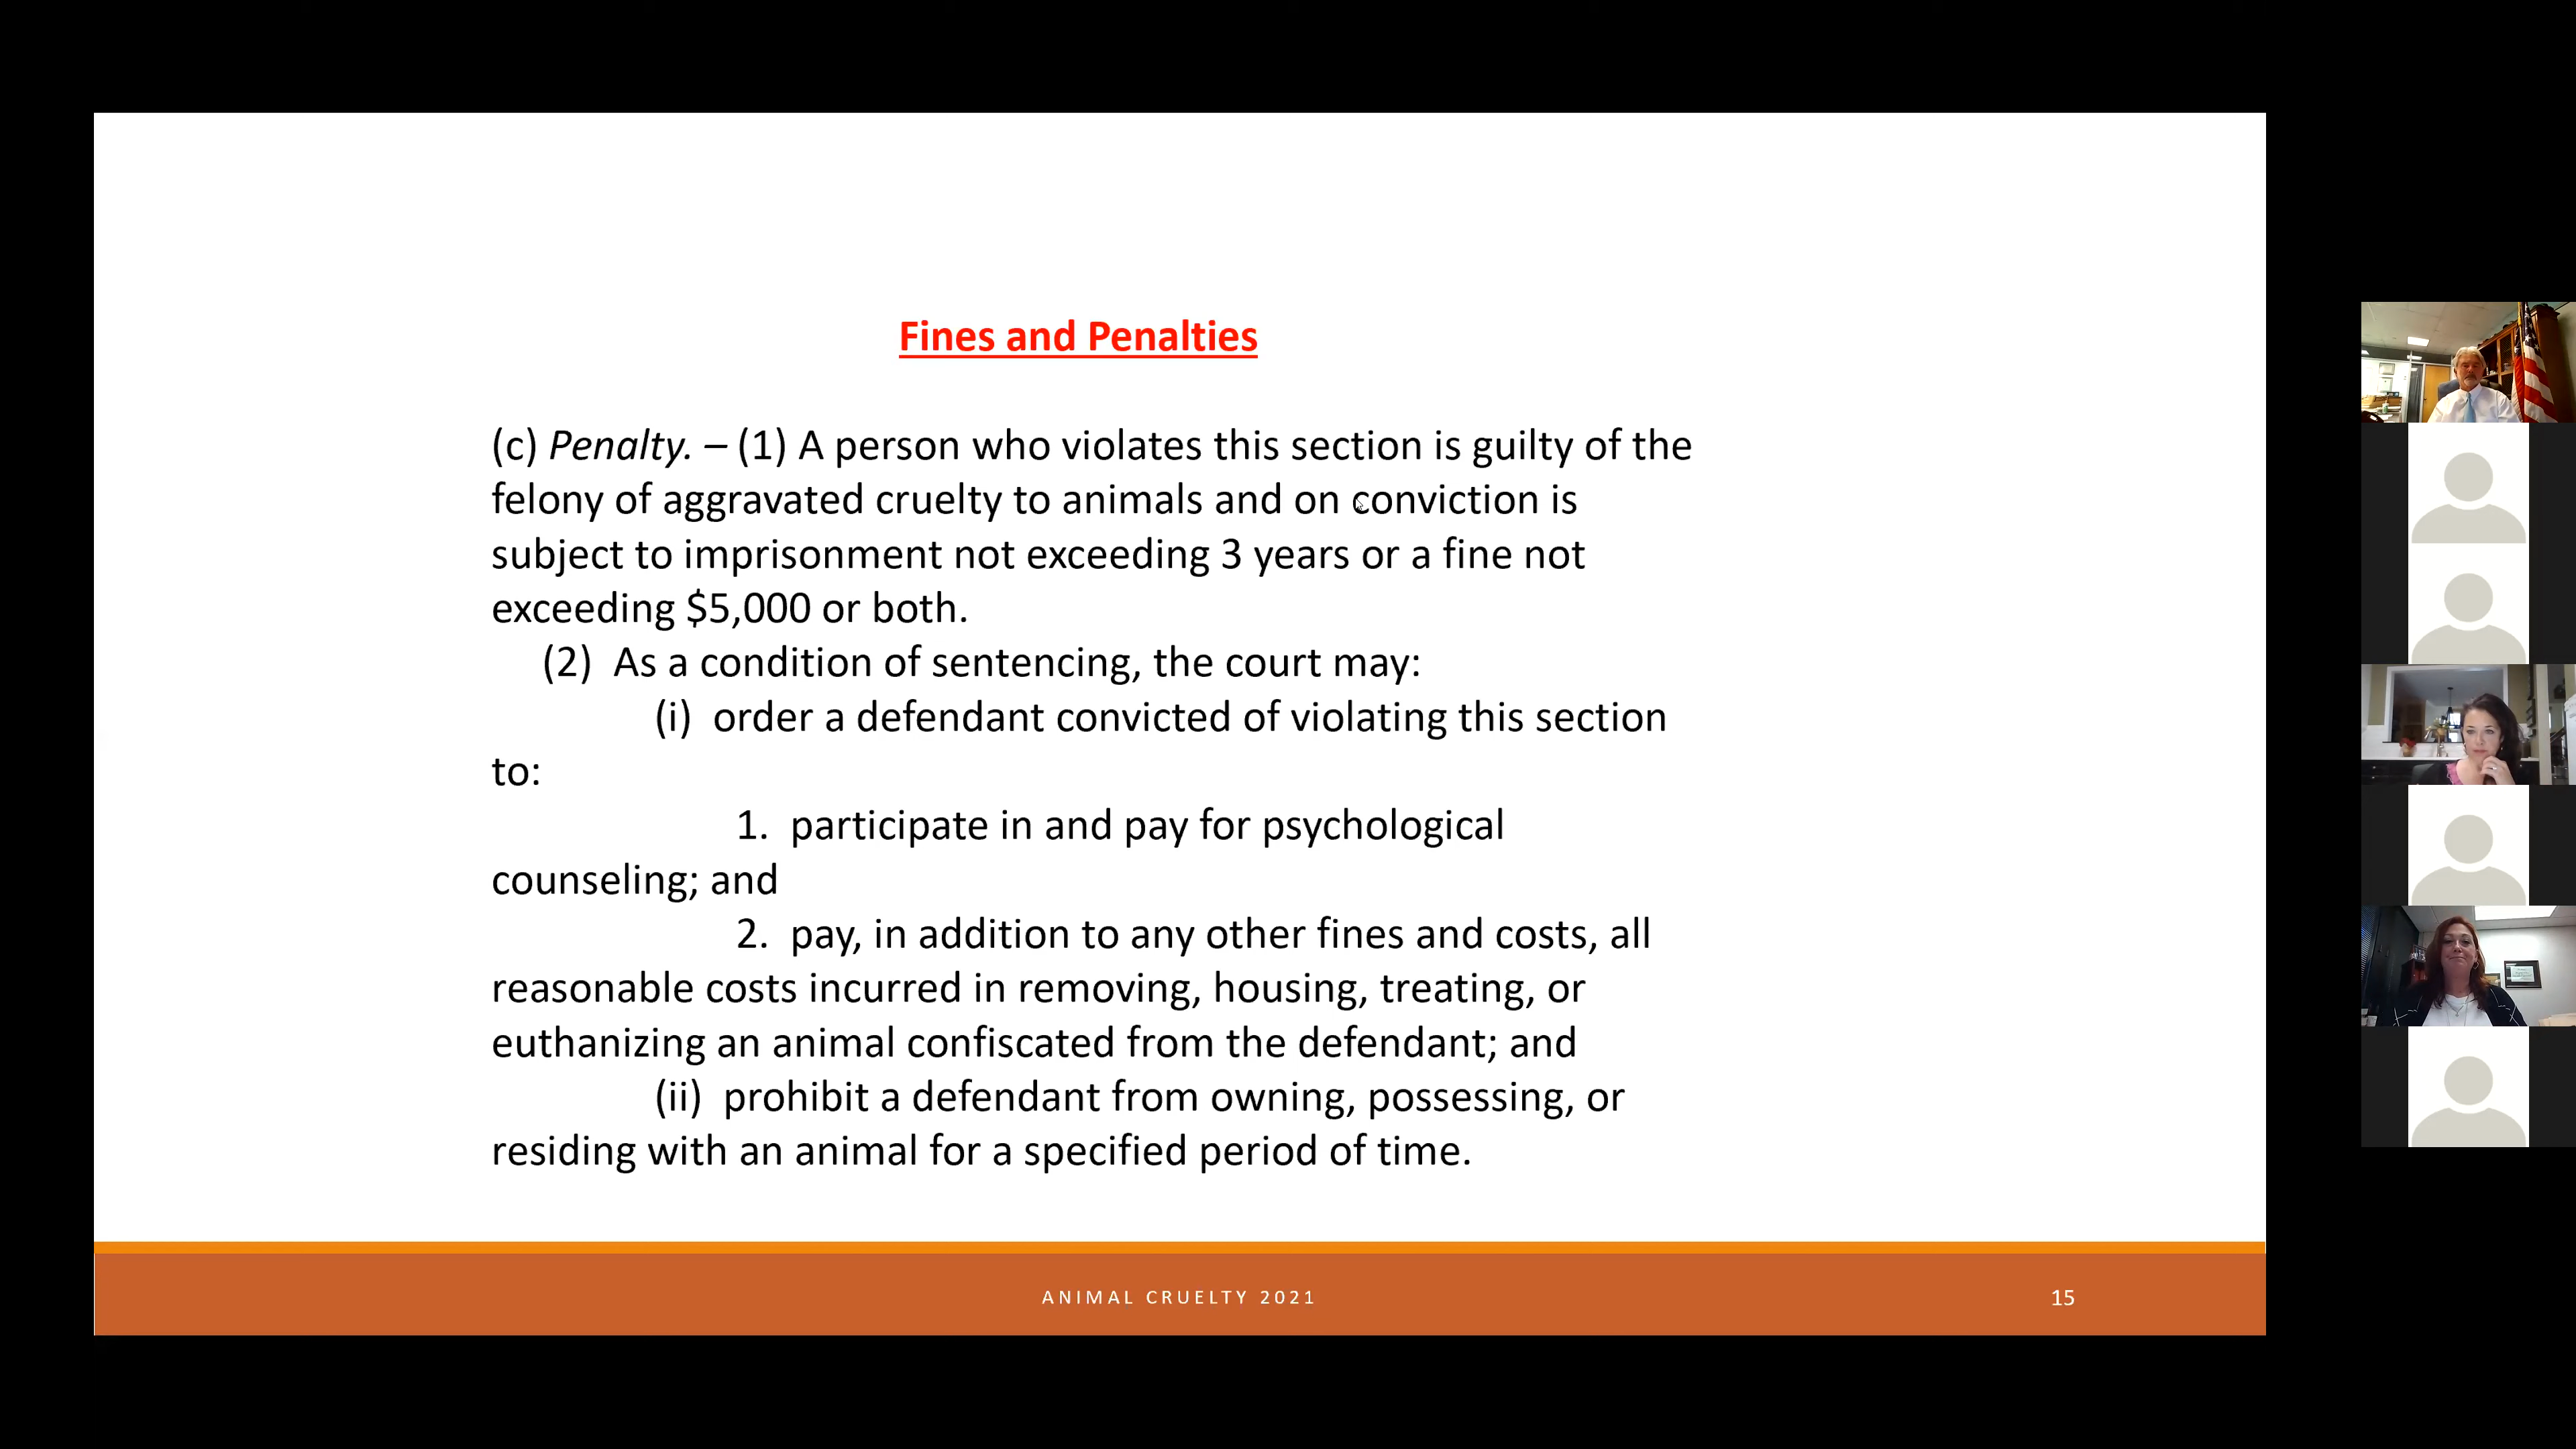 Fines and Penalties
(c) Penalty. – (1) A person who violates this section is guilty of the
felony of aggravated cruelty to animals and on conviction is
subject to imprisonment not exceeding 3 years or a fine not
exceeding $5,000 or both.
(2) As a condition of sentencing, the court may:
(i) order a defendant convicted of violating this section
to:
1. participate in and pay for psychological
counseling; and
2. pay, in addition to any other fines and costs, all
reasonable costs incurred in removing, housing, treating, or
euthanizing an animal confiscated from the defendant; and
(ii) prohibit a defendant from owning, possessing, or
residing with an animal for a specified period of time.
ANIMAL CRUELTY 2021
15